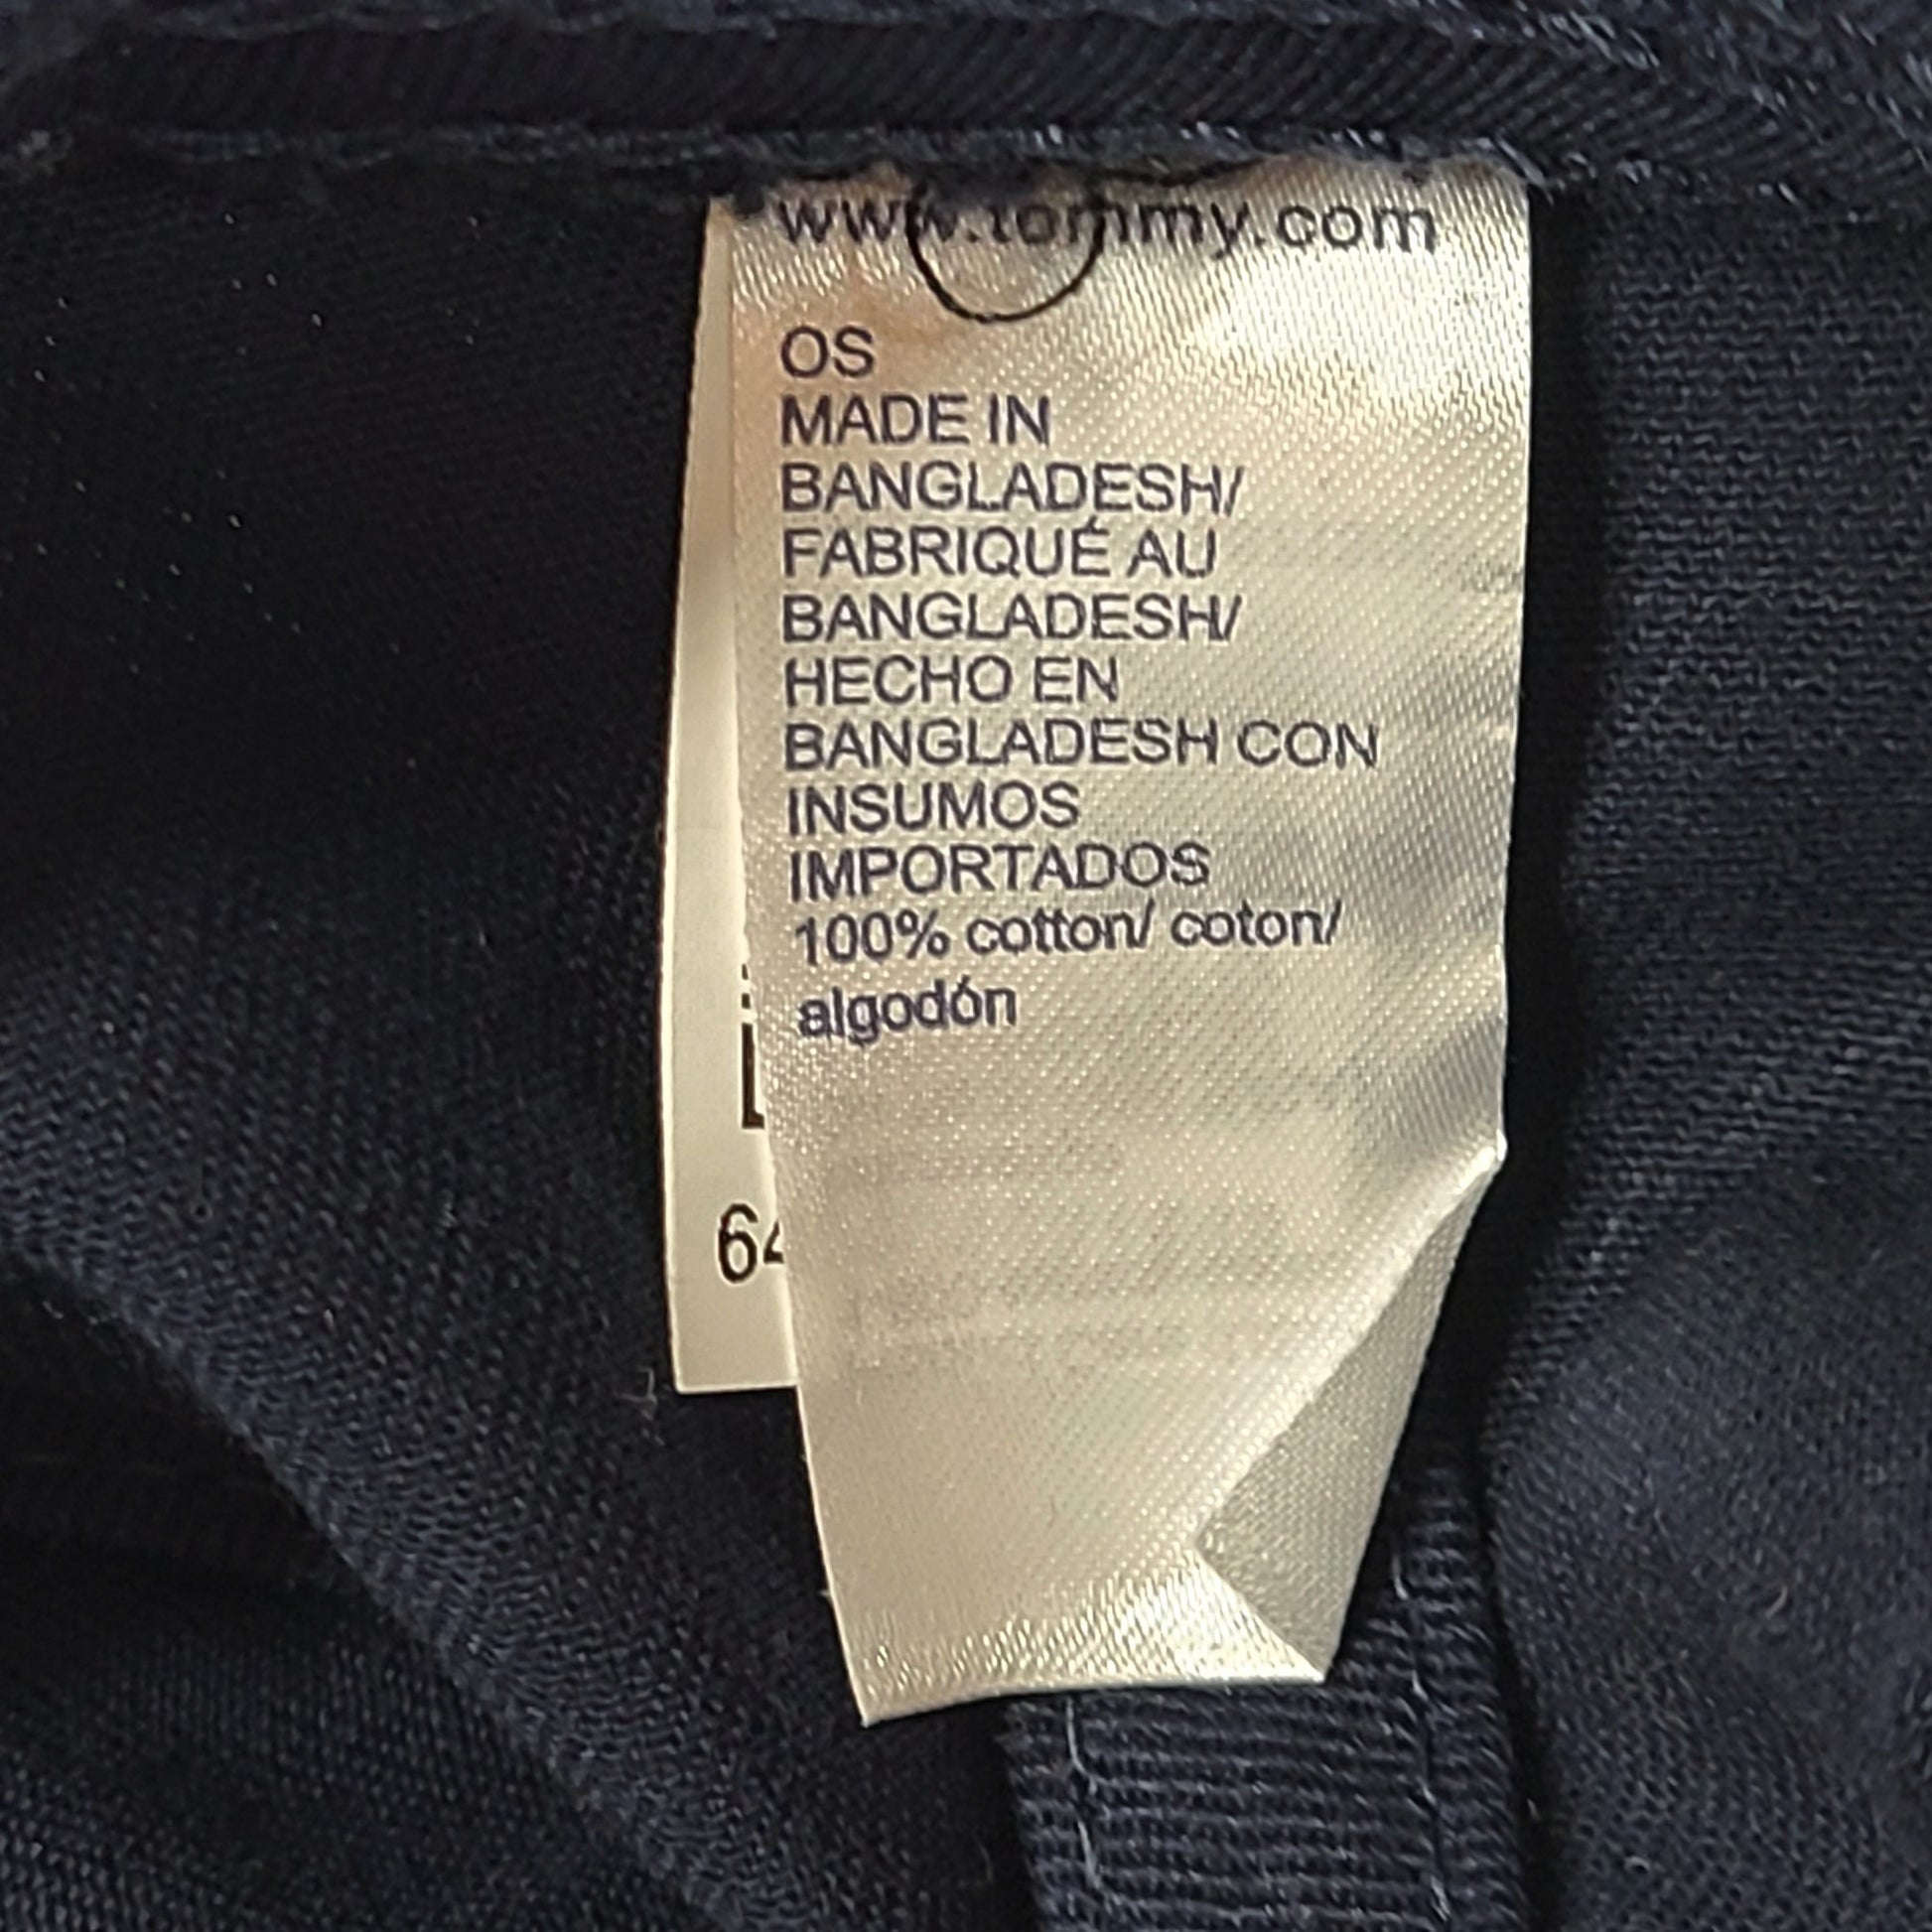 www.tommy.com
OS
MADE IN
BANGLADESH/
FABRIQUÉ AU
BANGLADESH/
HECHO EN
BANGLADESH CON
INSUMOS
IMPORTADOS
100% cotton/ coton/
algodón
64